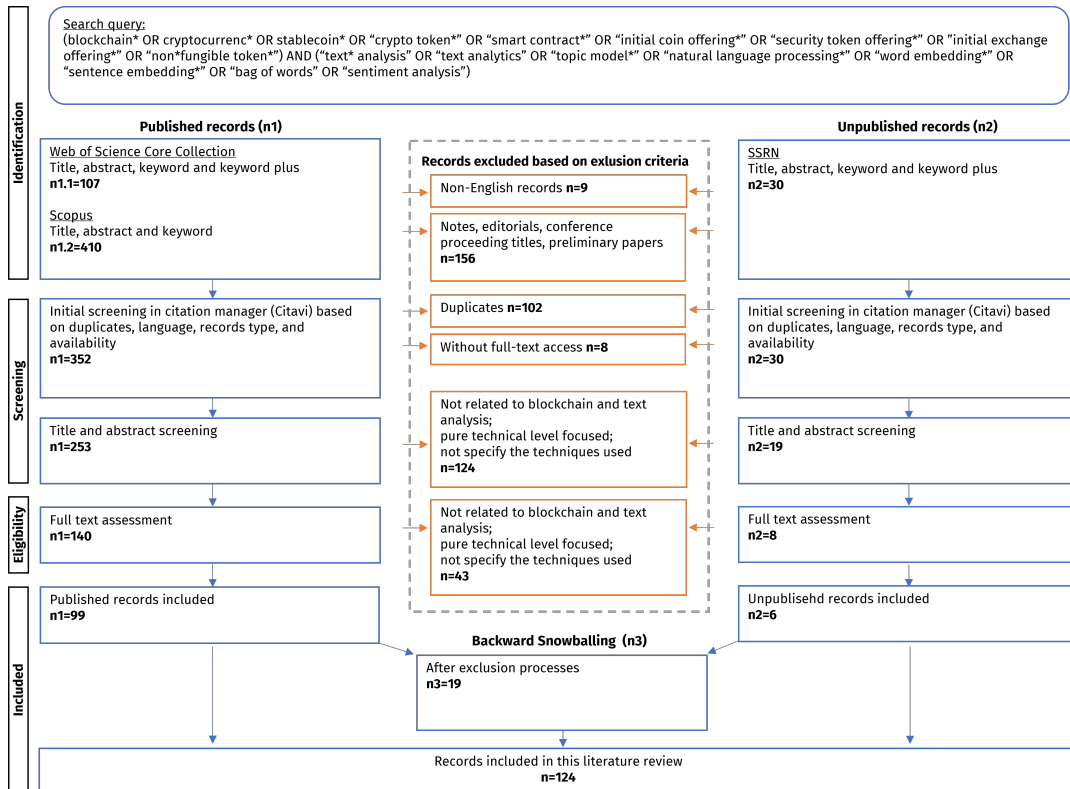 Search query:
(blockchain* OR cryptocurrenc* OR stablecoin* OR “crypto token*” OR “smart contract*” OR “initial coin offering*” OR “security token offering*” OR ”initial exchange
offering*” OR “non*fungible token*”) AND (“text* analysis” OR “text analytics” OR “topic model*” OR “natural language processing*” OR “word embedding*” OR
“sentence embedding*” OR “bag of words” OR “sentiment analysis”)
Identification
Published records (n1)
Unpublished records (n2)
Web of Science Core Collection
Title, abstract, keyword and keyword plus
n1.1=107
Scopus
Title, abstract and keyword
n1.2=410
Records excluded based on exlusion criteria
Non-English records n=9
Notes, editorials, conference
proceeding titles, preliminary papers
n=156
SSRN
Title, abstract, keyword and keyword plus
n2=30
Screening
Initial screening in citation manager (Citavi) based
on duplicates, language, records type, and
availability
n1=352
Duplicates n=102
Without full-text access n=8
Initial screening in citation manager (Citavi) based
on duplicates, language, records type, and
availability
n2=30
Title and abstract screening
n1=253
Not related to blockchain and text
analysis;
pure technical level focused;
not specify the techniques used
n=124
Title and abstract screening
n2=19
Eligibility
Full text assessment
n1=140
Not related to blockchain and text
analysis;
pure technical level focused;
not specify the techniques used
n=43
Full text assessment
n2=8
Included
Published records included
n1=99
Unpublisehd records included
n2=6
Backward Snowballing (n3)
After exclusion processes
n3=19
Records included in this literature review
n=124